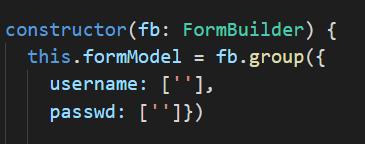 constructor(fb: FormBuilder) {
this.formModel = fb.group({
username: [''],
passwd: ['']})